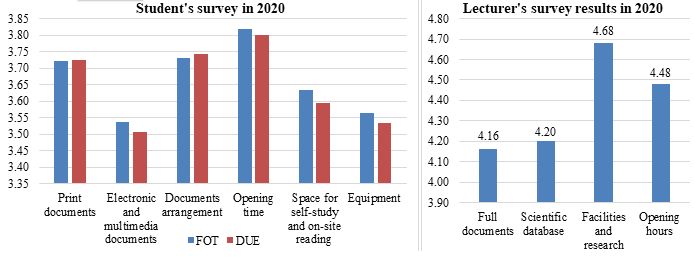 Student's survey in 2020
3.85
3.80
3.75
3.70
3.65
3.60
3.55
3.50
3.45
3.40
3.35
Print
documents
Electronic
and
multimedia
documents
Documents
arrangement
Opening
time
Space for
self-study
and on-site
reading
Equipment
FOT
DUE
Lecturer's survey results in 2020
4.80
4.70
4.60
4.50
4.40
4.30
4.20
4.10
4.00
3.90
4.16
4.20
4.68
4.48
Full
documents
Scientific
database
Facilities
and
research
Opening
hours